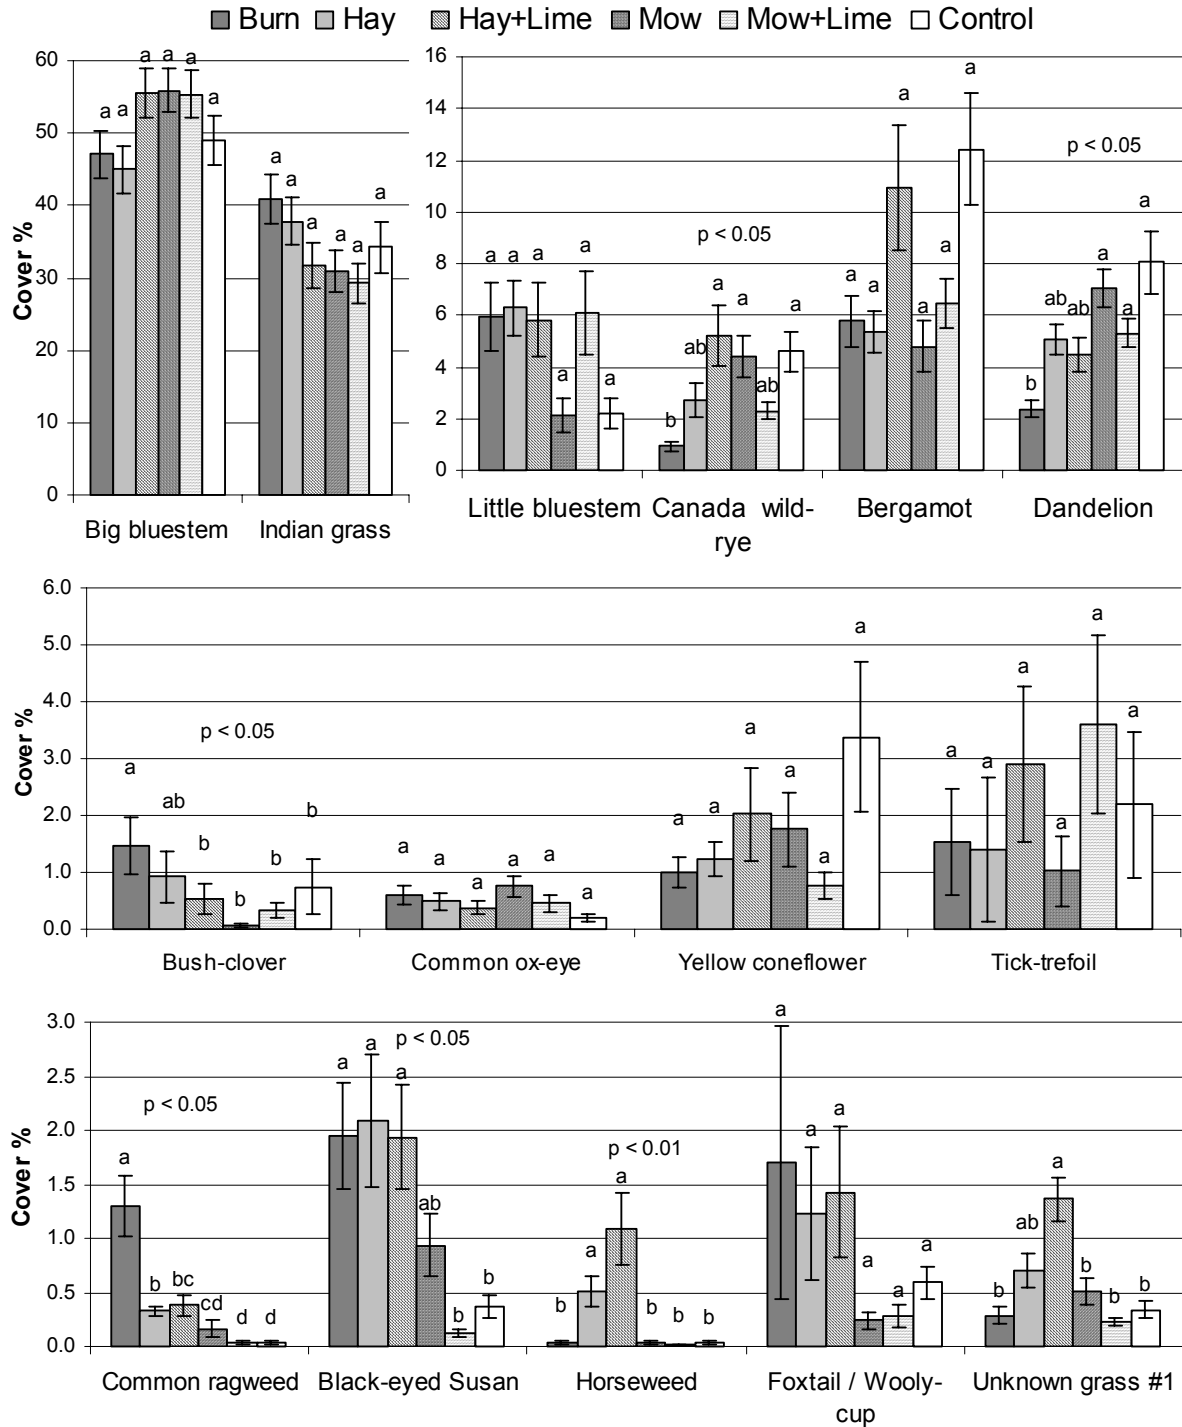 Burn Hay Hay+Lime Mow Mow+Lime Control
Cover %
60
50
40
30
20
10
0
a a a a a a
a a a a a a
Big bluestem Indian grass
16
14
12
10
8
6
4
2
0
a a a a a a
p < 0.05
b ab a a ab a
a a a a a a
p < 0.05
b ab ab a a a
Little bluestem Canada wild-rye Bergamot Dandelion
Cover %
6.0
5.0
4.0
3.0
2.0
1.0
0.0
p < 0.05
a ab b b b b
a a a a a a
a a a a a a
a a a a a a
Bush-clover Common ox-eye Yellow coneflower Tick-trefoil
Cover %
3.0
2.5
2.0
1.5
1.0
0.5
0.0
p < 0.05
a b bc cd d d
p < 0.05
a a a ab b b
p < 0.01
b a a b b b
a a a a a a
b ab a b b b
Common ragweed Black-eyed Susan Horseweed Foxtail / Wooly-cup Unknown grass #1